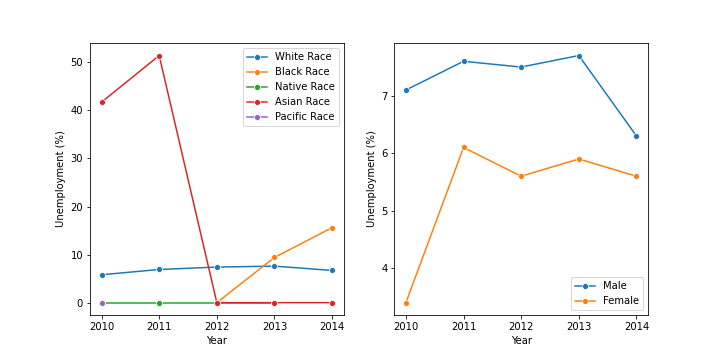 50
40
30
20
10
0
Unemployment (%)
2010 2011 2012 2013 2014
Year
White Race
Black Race
Native Race
Asian Race
Pacific Race
7
6
5
4
Unemployment (%)
2010 2011 2012 2013 2014
Year
Male
Female